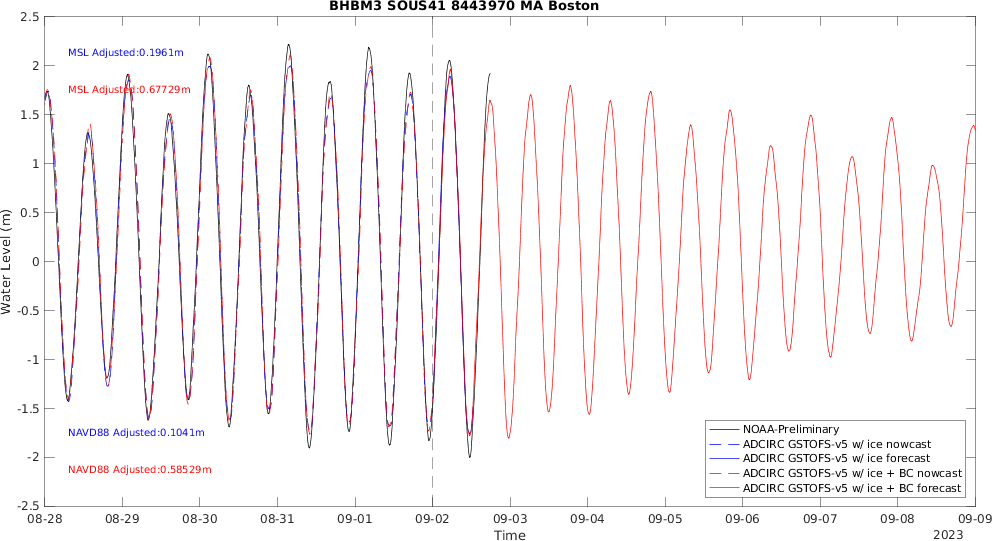 BHBM3 SOUS41 8443970 MA Boston
2.5
2
1.5
1
0.5
0
-0.5
-1
-1.5
-2
-2.5
Water Level (m)
MSL Adjusted:0.1961m
MSL Adjusted:0.67729m
NAVD88 Adjusted:0.1041m
NAVD88 Adjusted:0.58529m
NOAA-Preliminary
ADCIRC GSTOFS-v5 w/ ice nowcast
ADCIRC GSTOFS-v5 w/ ice forecast
ADCIRC GSTOFS-v5 w/ ice + BC nowcast
ADCIRC GSTOFS-v5 w/ ice + BC forecast
08-28 08-29 08-30 08-31 09-01 09-02 09-03 09-04 09-05 09-06 09-07 09-08 09-09
Time
2023